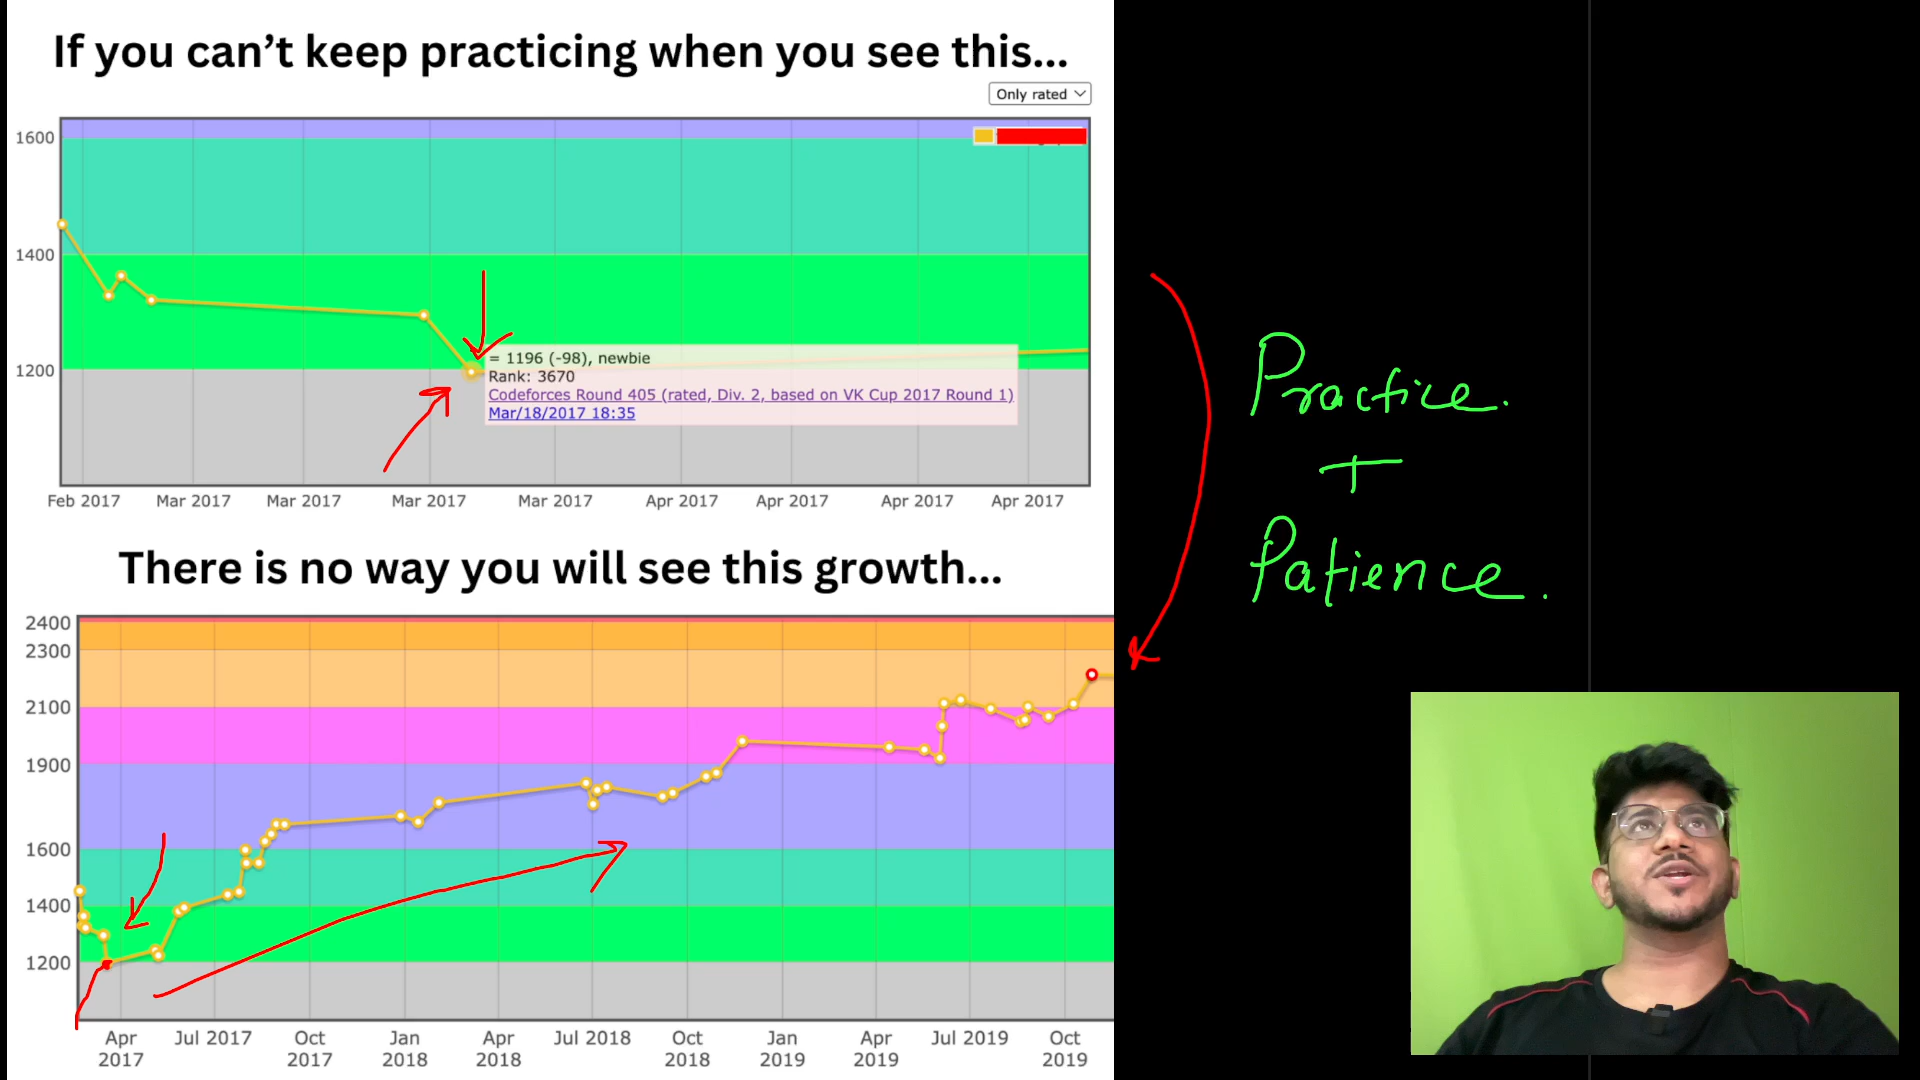 If you can’t keep practicing when you see this...
Only rated
1600
1400
1200
= 1196 (-98), newbie
Rank: 3670
Codeforces Round 405 (rated, Div. 2, based on VK Cup 2017 Round 1)
Mar/18/2017 18:35
Feb 2017 Mar 2017 Mar 2017 Mar 2017 Mar 2017 Apr 2017 Apr 2017 Apr 2017 Apr 2017
There is no way you will see this growth...
2400
2300
2100
1900
1600
1400
1200
Apr 2017 Jul 2017 Oct 2017 Jan 2018 Apr 2018 Jul 2018 Oct 2018 Jan 2019 Apr 2019 Jul 2019 Oct 2019
Practice.
+
Patience.